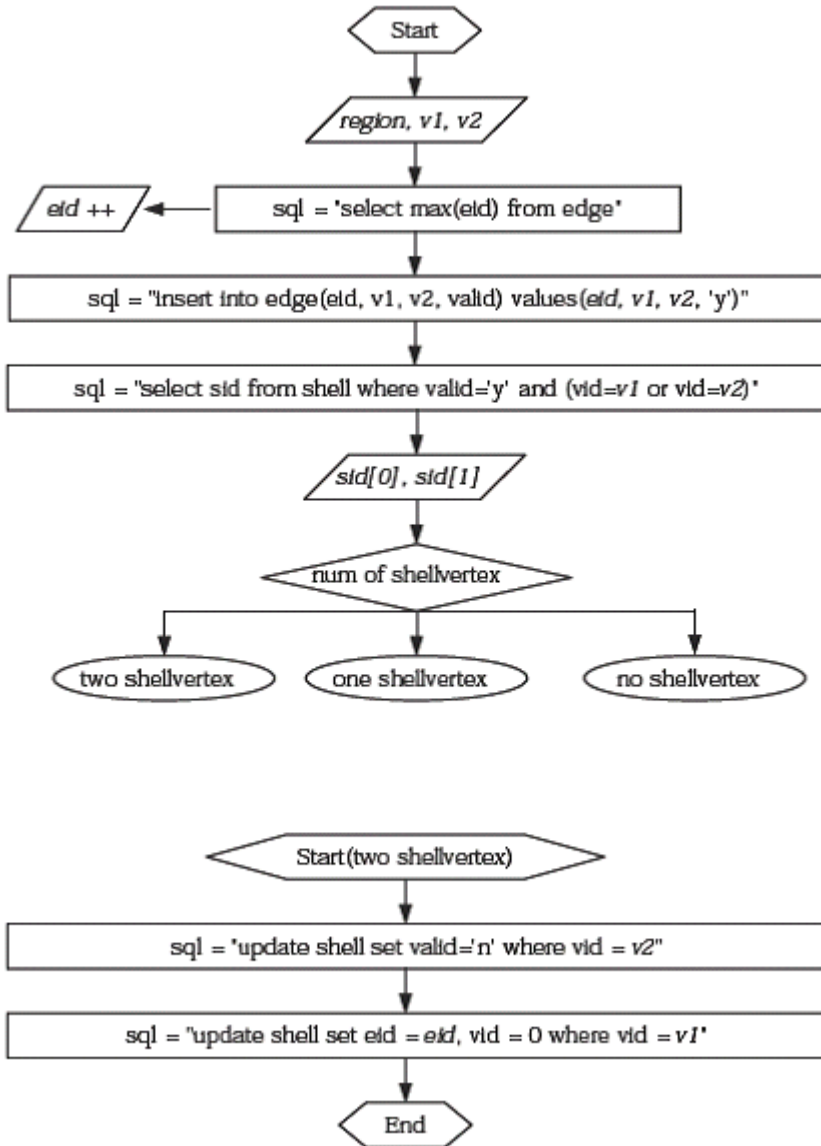 Start
region, v1, v2
eid ++
sql = "select max(eid) from edge"
sql = "insert into edge(eid, v1, v2, valid) values(eid, v1, v2, 'y')"
sql = "select sid from shell where valid='y' and (vid=v1 or vid=v2)"
sid[0], sid[1]
num of shellvertex
two shellvertex
one shellvertex
no shellvertex
Start(two shellvertex)
sql = "update shell set valid='n' where vid = v2"
sql = "update shell set eid = eid, vid = 0 where vid = v1"
End